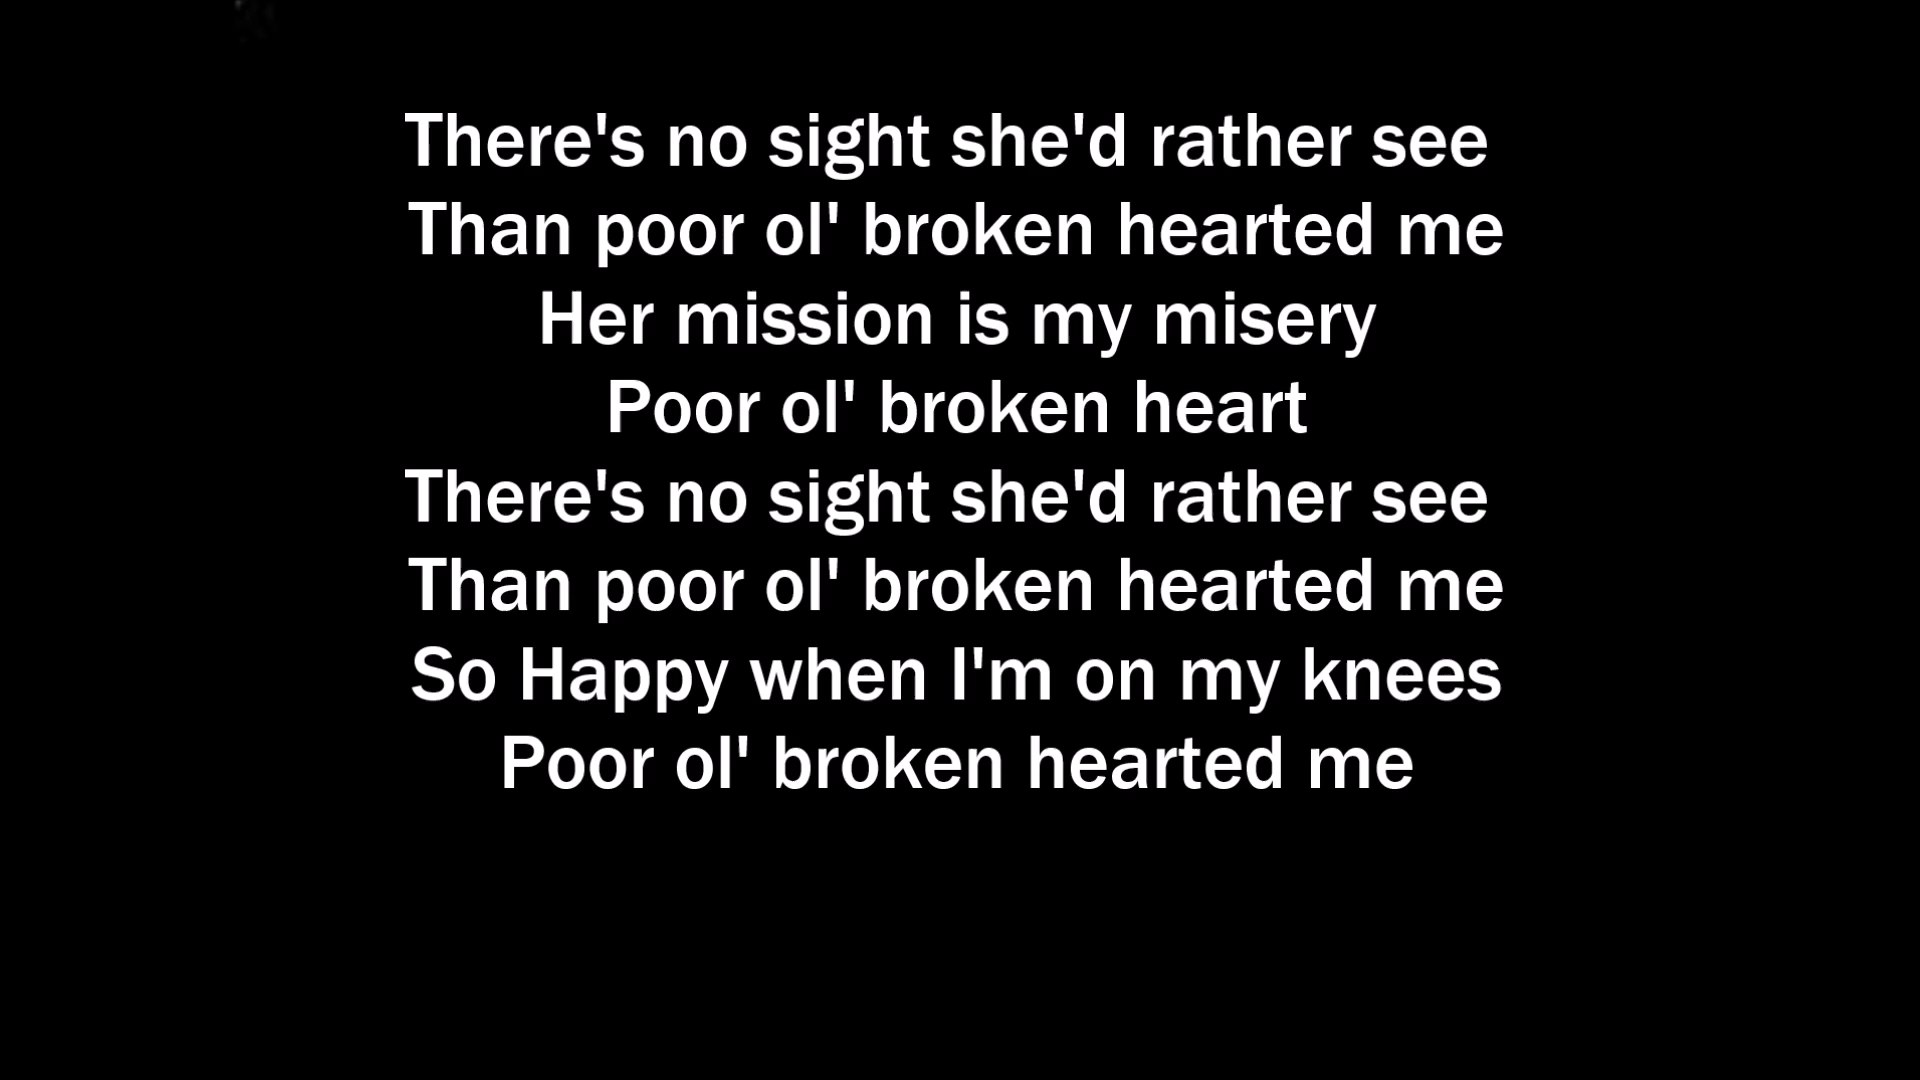 There's no sight she'd rather see
Than poor ol' broken hearted me
Her mission is my misery
Poor ol' broken heart
There's no sight she'd rather see
Than poor ol' broken hearted me
So Happy when I'm on my knees
Poor ol' broken hearted me